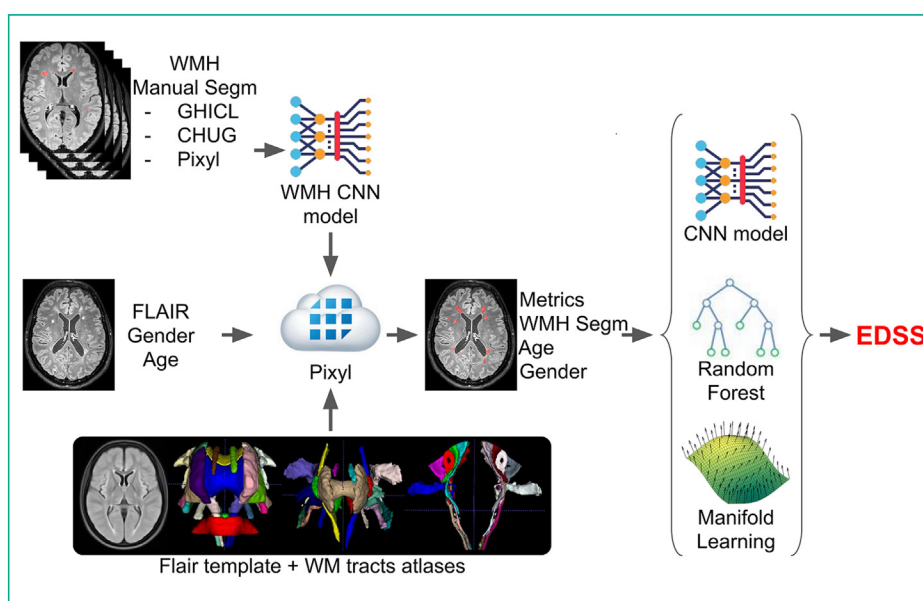 WMH
Manual Segm
- GHICL
- CHUG
- Pixyl
WMH CNN
model
FLAIR
Gender
Age
Pixyl
Metrics
WMH Segm
Age
Gender
CNN model
Random
Forest
Manifold
Learning
EDSS
Flair template + WM tracts atlases